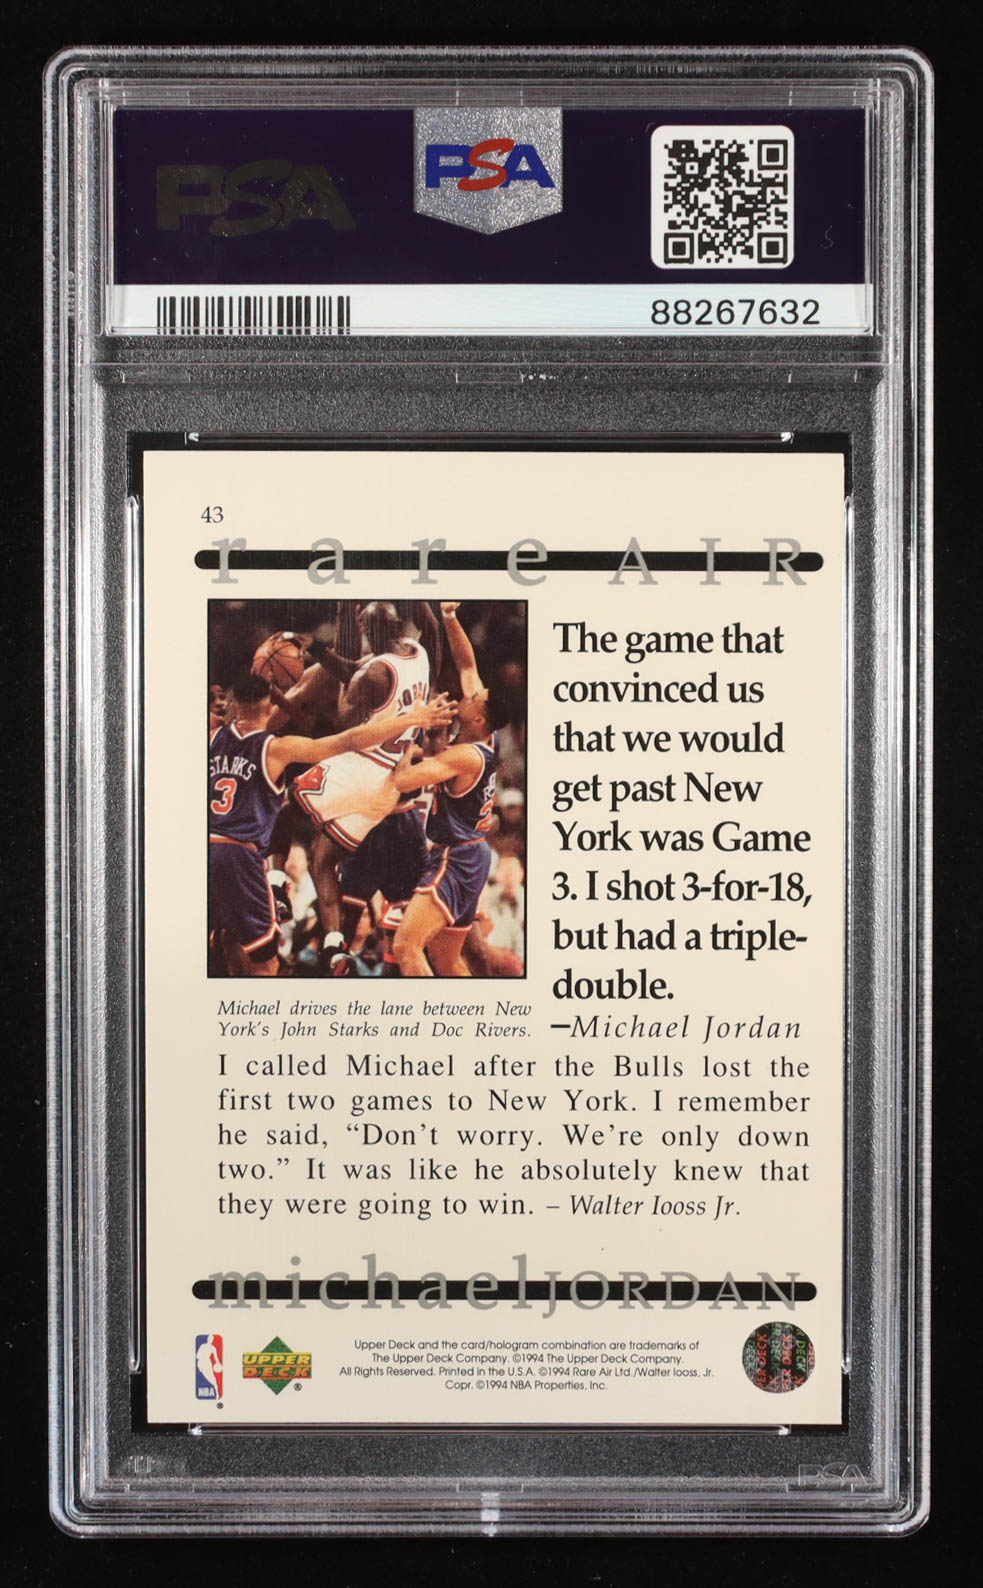 PSA
PSA
88267632
43
rare AIR
STARKS
3
The game that
convinced us
that we would
get past New
York was Game
3. I shot 3-for-18,
but had a triple-
double.
—Michael Jordan
Michael drives the lane between New
York's John Starks and Doc Rivers.
I called Michael after the Bulls lost the
first two games to New York. I remember
he said, “Don't worry. We're only down
two.” It was like he absolutely knew that
they were going to win. – Walter Iooss Jr.
michaelJORDAN
NBA
UPPER
DECK
Upper Deck and the card/hologram combination are trademarks of
The Upper Deck Company. ©1994 The Upper Deck Company.
All Rights Reserved. Printed in the U.S.A. ©1994 Rare Air Ltd./Walter Iooss, Jr.
Copr. ©1994 NBA Properties, Inc.
PSA